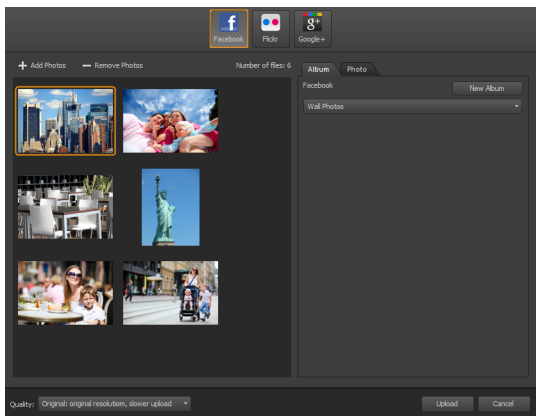 f
g+
Facebook
Flickr
Google+
Add Photos
Remove Photos
Number of files: 6
Album
Photo
Facebook
New Album
Wall Photos
Quality:
Original: original resolutiom, slower upload
Upload
Cancel